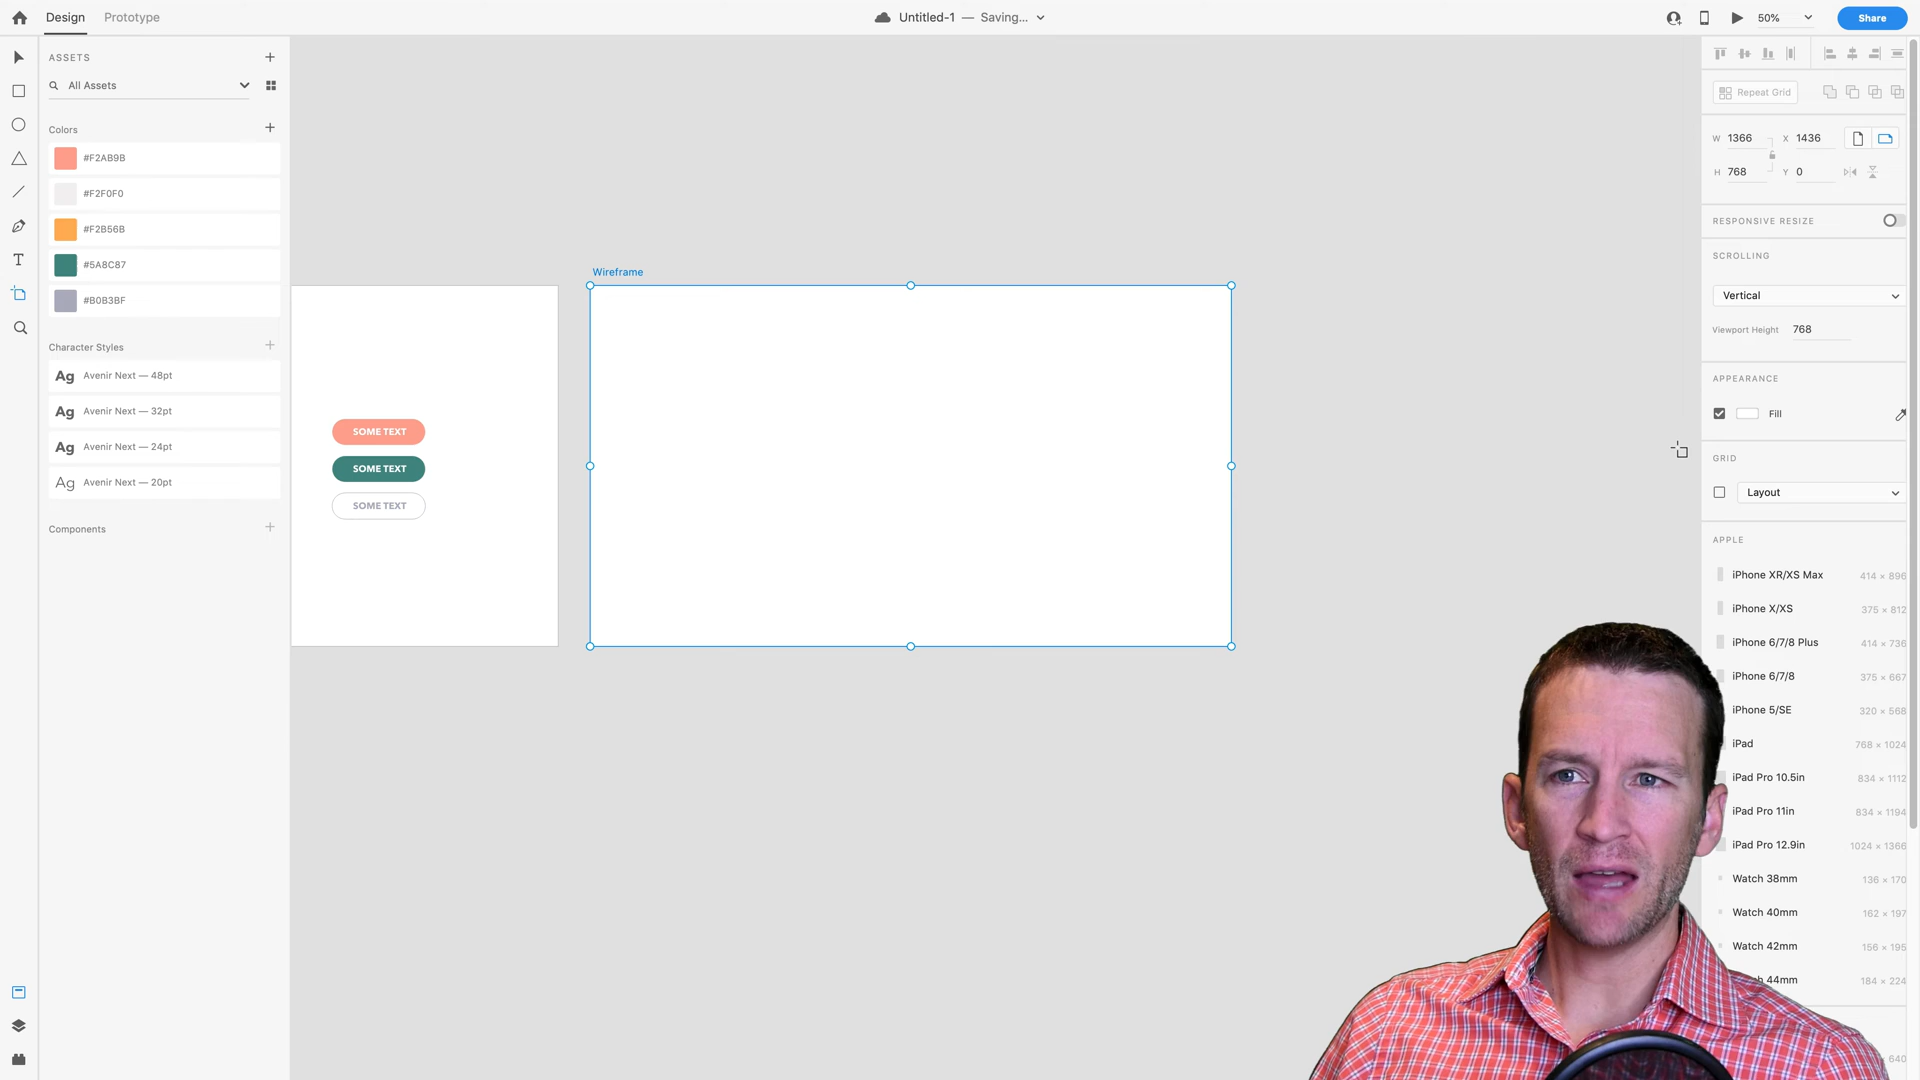 Design
Prototype
Untitled-1 — Saving...
50%
Share
ASSETS
All Assets
Colors
#F2AB9B
#F2F0F0
#F2B56B
#5A8C87
#B0B3BF
Character Styles
Ag Avenir Next — 48pt
Ag Avenir Next — 32pt
Ag Avenir Next — 24pt
Ag Avenir Next — 20pt
Components
SOME TEXT
SOME TEXT
SOME TEXT
Wireframe
Repeat Grid
W 1366 X 1436
H 768 Y 0
RESPONSIVE RESIZE
SCROLLING
Vertical
Viewport Height 768
APPEARANCE
Fill
GRID
Layout
APPLE
iPhone XR/XS Max 414 × 896
iPhone X/XS 375 × 812
iPhone 6/7/8 Plus 414 × 736
iPhone 6/7/8 375 × 667
iPhone 5/SE 320 × 568
iPad 768 × 1024
iPad Pro 10.5in 834 × 1112
iPad Pro 11in 834 × 1194
iPad Pro 12.9in 1024 × 1366
Watch 38mm 136 × 170
Watch 40mm 162 × 197
Watch 42mm 156 × 195
44mm 184 × 224
640